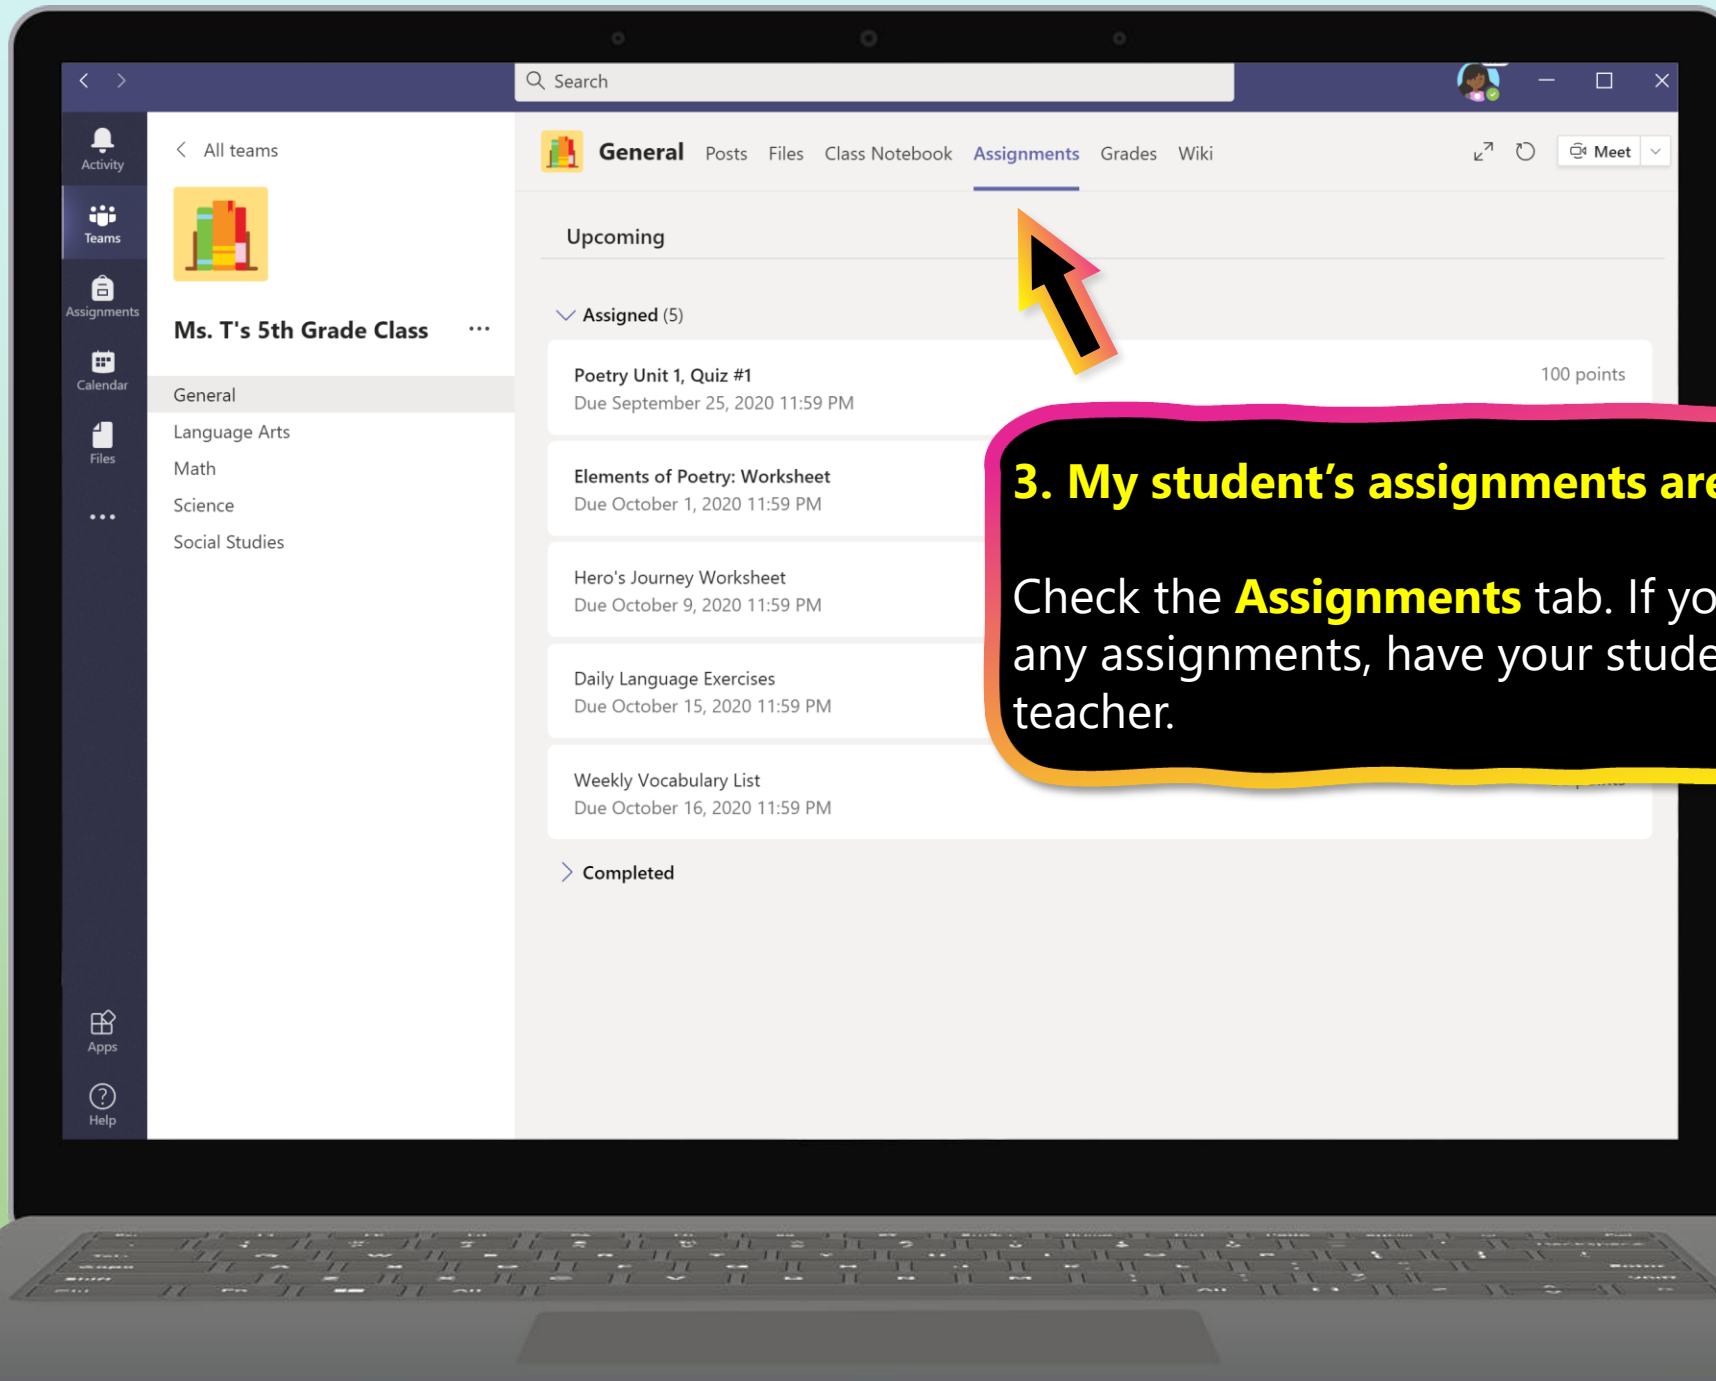 Search
Activity
Teams
Assignments
Calendar
Files
Apps
Help
All teams
Ms. T's 5th Grade Class
General
Language Arts
Math
Science
Social Studies
General Posts Files Class Notebook Assignments Grades Wiki
Meet
Upcoming
Assigned (5)
Poetry Unit 1, Quiz #1
100 points
Due September 25, 2020 11:59 PM
Elements of Poetry: Worksheet
Due October 1, 2020 11:59 PM
Hero's Journey Worksheet
Due October 9, 2020 11:59 PM
Daily Language Exercises
Due October 15, 2020 11:59 PM
Weekly Vocabulary List
Due October 16, 2020 11:59 PM
Completed
3. My student’s assignments are
Check the Assignments tab. If yo
any assignments, have your stude
teacher.